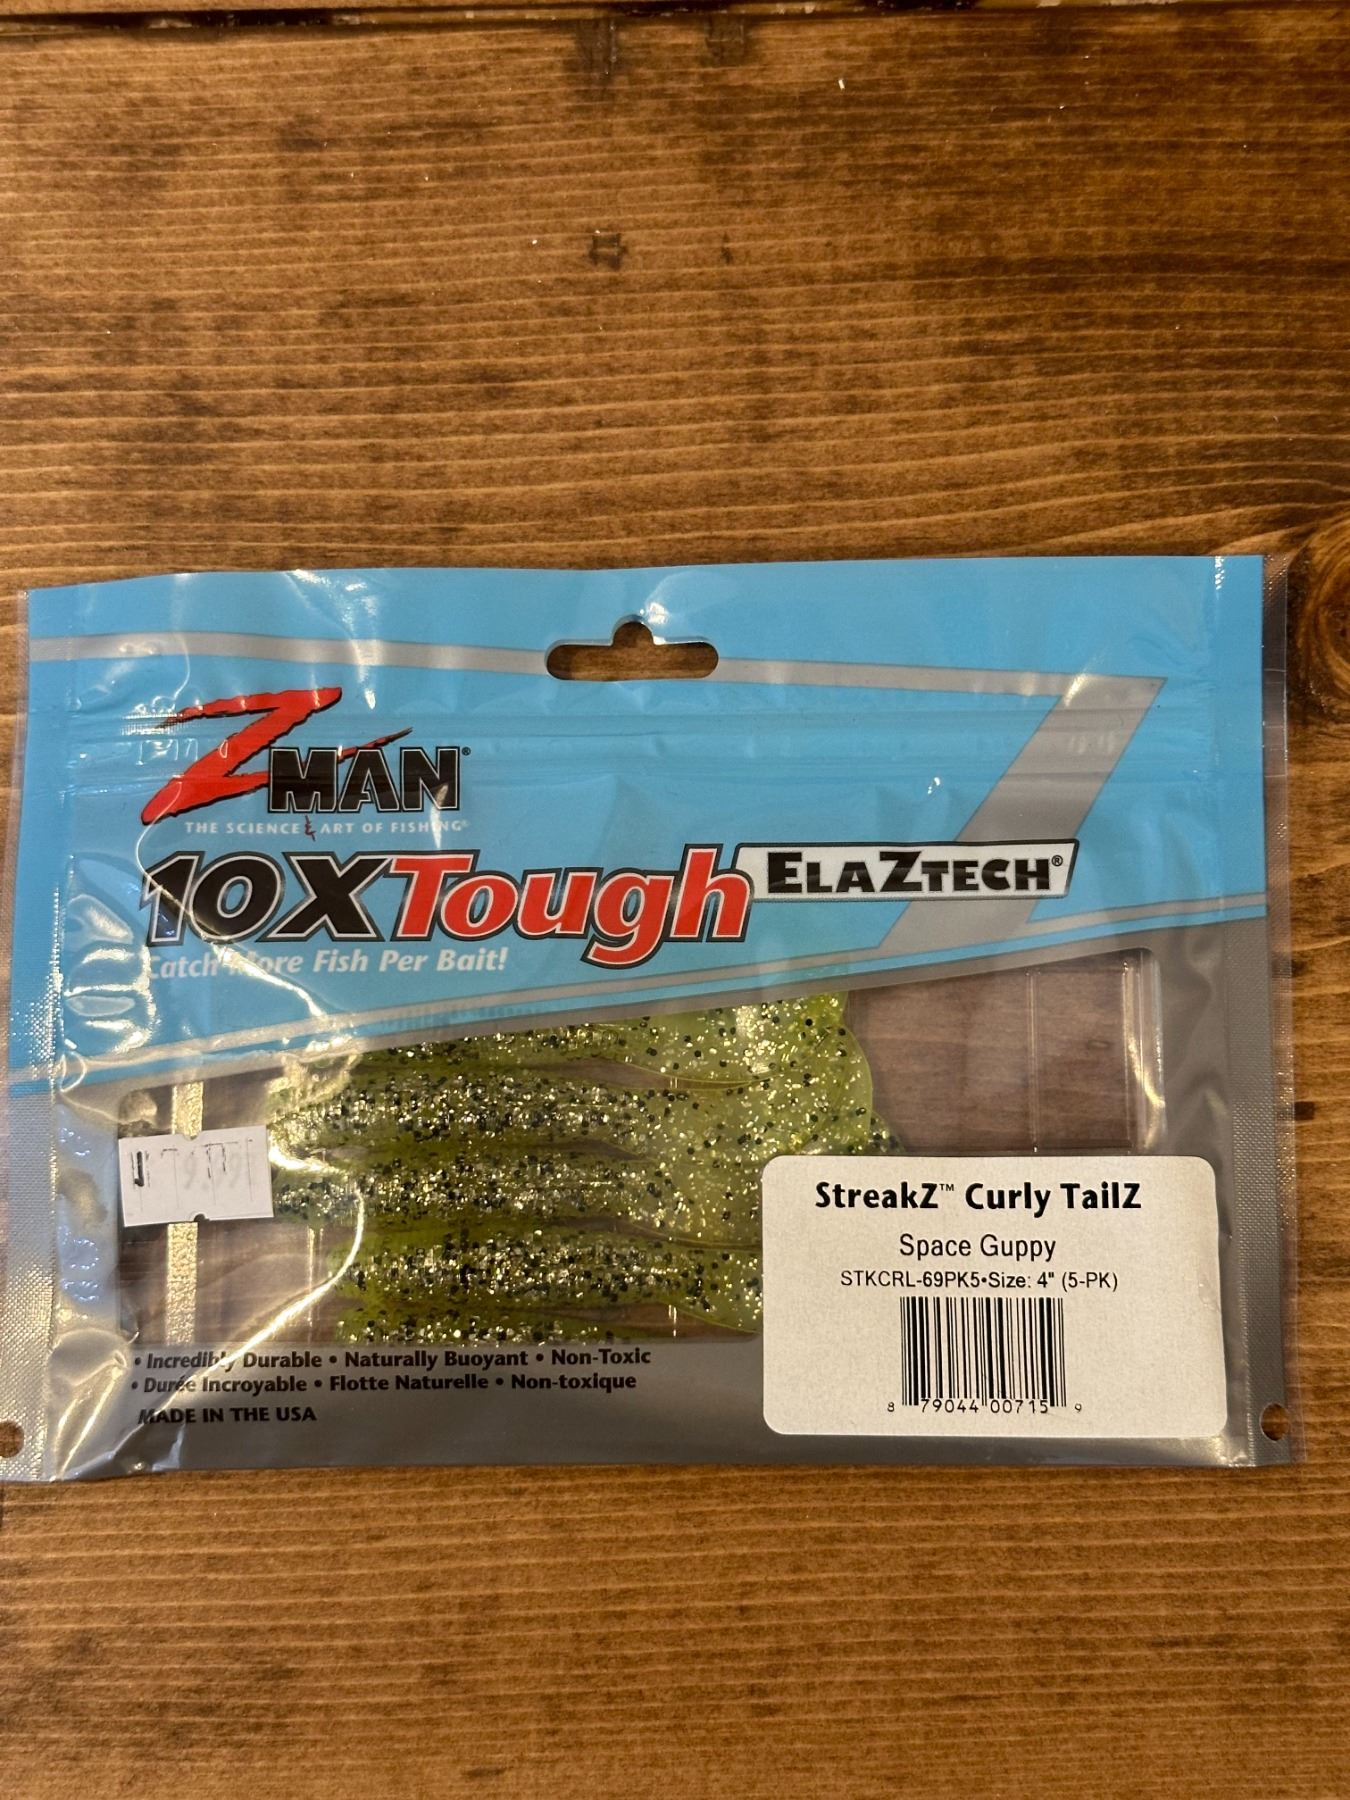 ZMAN®
THE SCIENCE & ART OF FISHING®
10X Tough ELAZTECH®
Catch More Fish Per Bait!
StreakZ™ Curly TailZ
Space Guppy
STKCRL-69PK5•Size: 4" (5-PK)
8 79044 00715 9
• Incredibly Durable • Naturally Buoyant • Non-Toxic
• Durée Incroyable • Flotte Naturelle • Non-toxique
MADE IN THE USA